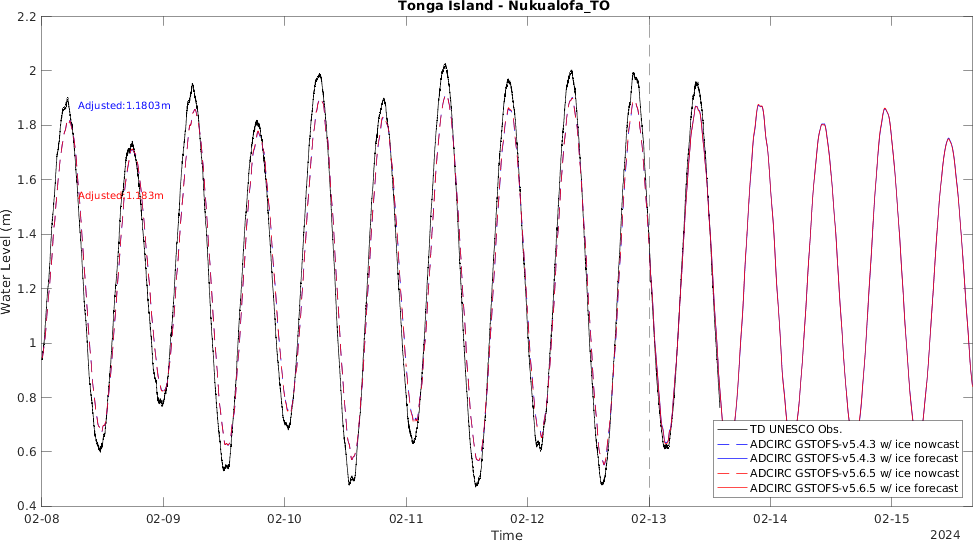 Tonga Island - Nukualofa_TO
2.2
2
1.8
1.6
1.4
1.2
1
0.8
0.6
0.4
Water Level (m)
Adjusted:1.1803m
Adjusted:1.183m
TD UNESCO Obs.
ADCIRC GSTOFS-v5.4.3 w/ ice nowcast
ADCIRC GSTOFS-v5.4.3 w/ ice forecast
ADCIRC GSTOFS-v5.6.5 w/ ice nowcast
ADCIRC GSTOFS-v5.6.5 w/ ice forecast
02-08 02-09 02-10 02-11 02-12 02-13 02-14 02-15
Time
2024